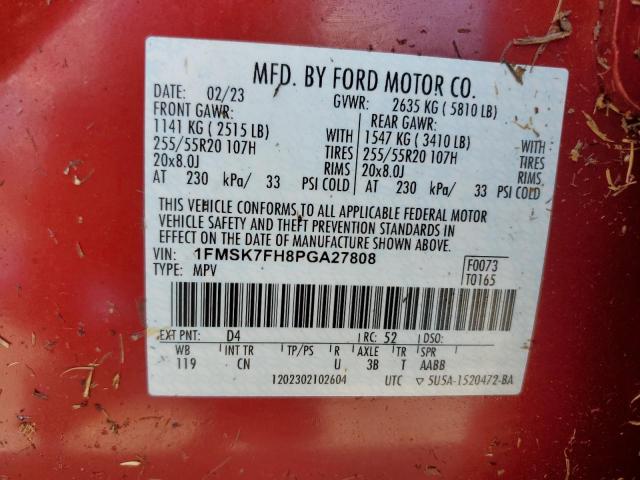 MFD. BY FORD MOTOR CO.
DATE: 02/23 GVWR: 2635 KG ( 5810 LB)
FRONT GAWR: REAR GAWR:
1141 KG ( 2515 LB) WITH 1547 KG ( 3410 LB) WITH
255/55R20 107H TIRES 255/55R20 107H TIRES
20x8.0J RIMS 20x8.0J RIMS
AT 230 kPa/ 33 PSI COLD AT 230 kPa/ 33 PSI COLD
THIS VEHICLE CONFORMS TO ALL APPLICABLE FEDERAL MOTOR
VEHICLE SAFETY AND THEFT PREVENTION STANDARDS IN
EFFECT ON THE DATE OF MANUFACTURE SHOWN ABOVE.
VIN: 1FMSK7FH8PGA27808 F0073
TYPE: MPV T0165
EXT PNT: D4 RC: 52 DSO:
WB INT TR TP/PS R AXLE TR SPR
119 CN U 3B T AABB
1202302102604 UTC ▽5U5A-1520472-BA